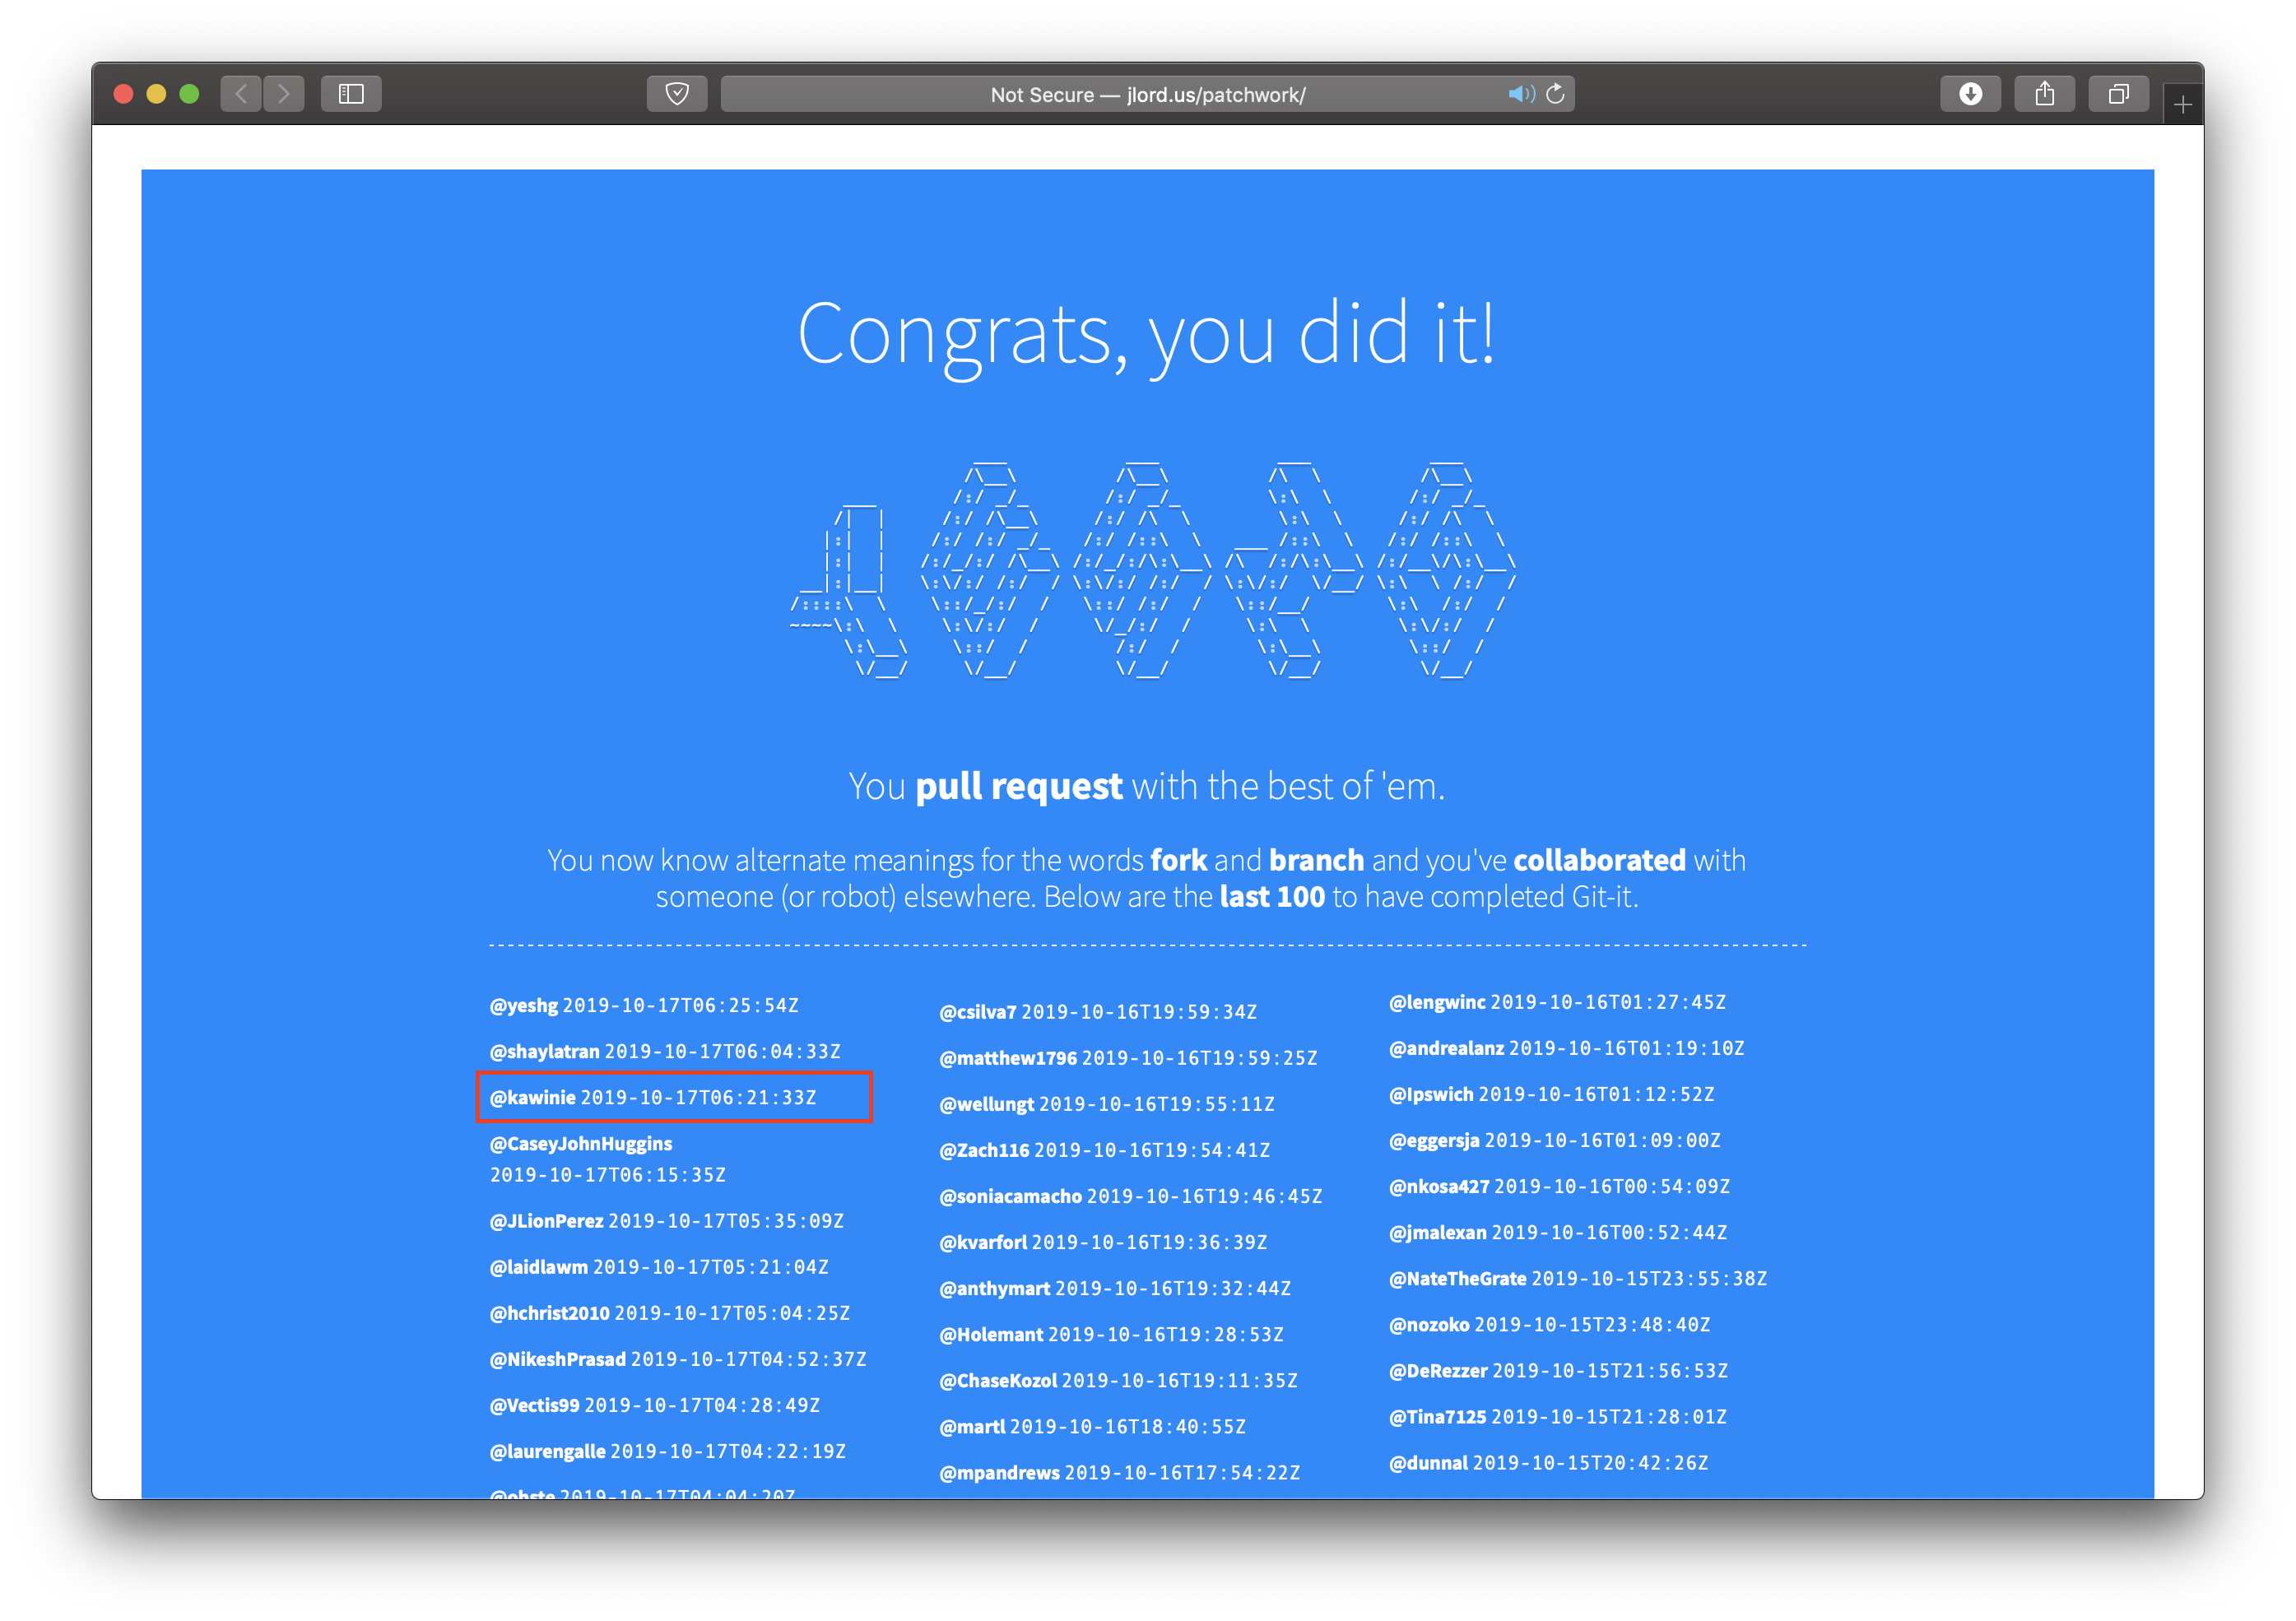 Not Secure — jlord.us/patchwork/
Congrats, you did it!
You pull request with the best of 'em.
You now know alternate meanings for the words fork and branch and you've collaborated with
someone (or robot) elsewhere. Below are the last 100 to have completed Git-it.
@yeshg 2019-10-17T06:25:54Z
@shaylatran 2019-10-17T06:04:33Z
@kawinie 2019-10-17T06:21:33Z
@CaseyJohnHuggins
2019-10-17T06:15:35Z
@JLionPerez 2019-10-17T05:35:09Z
@laidlawm 2019-10-17T05:21:04Z
@hchrist2010 2019-10-17T05:04:25Z
@NikeshPrasad 2019-10-17T04:52:37Z
@Vectis99 2019-10-17T04:28:49Z
@laurengalle 2019-10-17T04:22:19Z
2019-10-17T04:04:20Z
@csilva7 2019-10-16T19:59:34Z
@matthew1796 2019-10-16T19:59:25Z
@wellungt 2019-10-16T19:55:11Z
@Zach116 2019-10-16T19:54:41Z
@soniacamacho 2019-10-16T19:46:45Z
@kvarforl 2019-10-16T19:36:39Z
@anthymart 2019-10-16T19:32:44Z
@Holemant 2019-10-16T19:28:53Z
@ChaseKozol 2019-10-16T19:11:35Z
@martl 2019-10-16T18:40:55Z
@mpandrews 2019-10-16T17:54:22Z
@lengwinc 2019-10-16T01:27:45Z
@andrealanz 2019-10-16T01:19:10Z
@Ipswich 2019-10-16T01:12:52Z
@eggersja 2019-10-16T01:09:00Z
@nkosa427 2019-10-16T00:54:09Z
@jmalexan 2019-10-16T00:52:44Z
@NateTheGrate 2019-10-15T23:55:38Z
@nozoko 2019-10-15T23:48:40Z
@DeRezzer 2019-10-15T21:56:53Z
@Tina7125 2019-10-15T21:28:01Z
@dunnal 2019-10-15T20:42:26Z